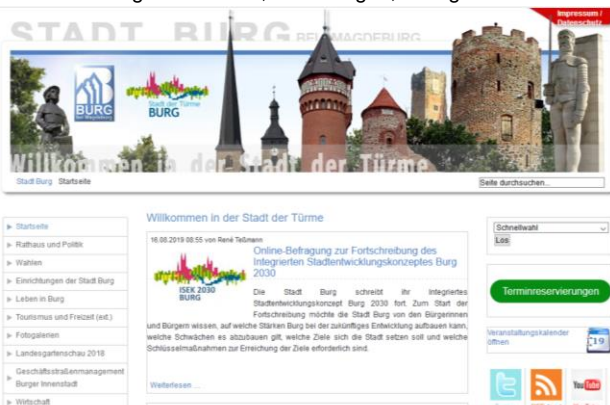 STADT BURG BEI MAGDEBURG
Impressum /
Datenschutz
BURG
bei Magdeburg
Stadt der Türme
BURG
Willkommen in der Stadt der Türme
Stadt Burg Startseite
Seite durchsuchen...
Startseite
Rathaus und Politik
Wahlen
Einrichtungen der Stadt Burg
Leben in Burg
Tourismus und Freizeit (ext.)
Fotogalerien
Landesgartenschau 2018
Geschäftsstraßenmanagement
Burger Innenstadt
Wirtschaft
Willkommen in der Stadt der Türme
16.08.2019 08:55 von René Teßmann
Online-Befragung zur Fortschreibung des
Integrierten Stadtentwicklungskonzeptes Burg
2030
ISEK 2030
BURG
Die Stadt Burg schreibt ihr Integriertes
Stadtentwicklungskonzept Burg 2030 fort. Zum Start der
Fortschreibung möchte die Stadt Burg von den Bürgerinnen
und Bürgern wissen, auf welche Stärken Burg bei der zukünftiges Entwicklung aufbauen kann,
welche Schwächen es abzubauen gilt, welche Ziele sich die Stadt setzen soll und welche
Schlüsselmaßnahmen zur Erreichung der Ziele erforderlich sind.
Weiterlesen ...
Schnellwahl
Los
Terminreservierungen
Veranstaltungskalender
öffnen
19
You Tube